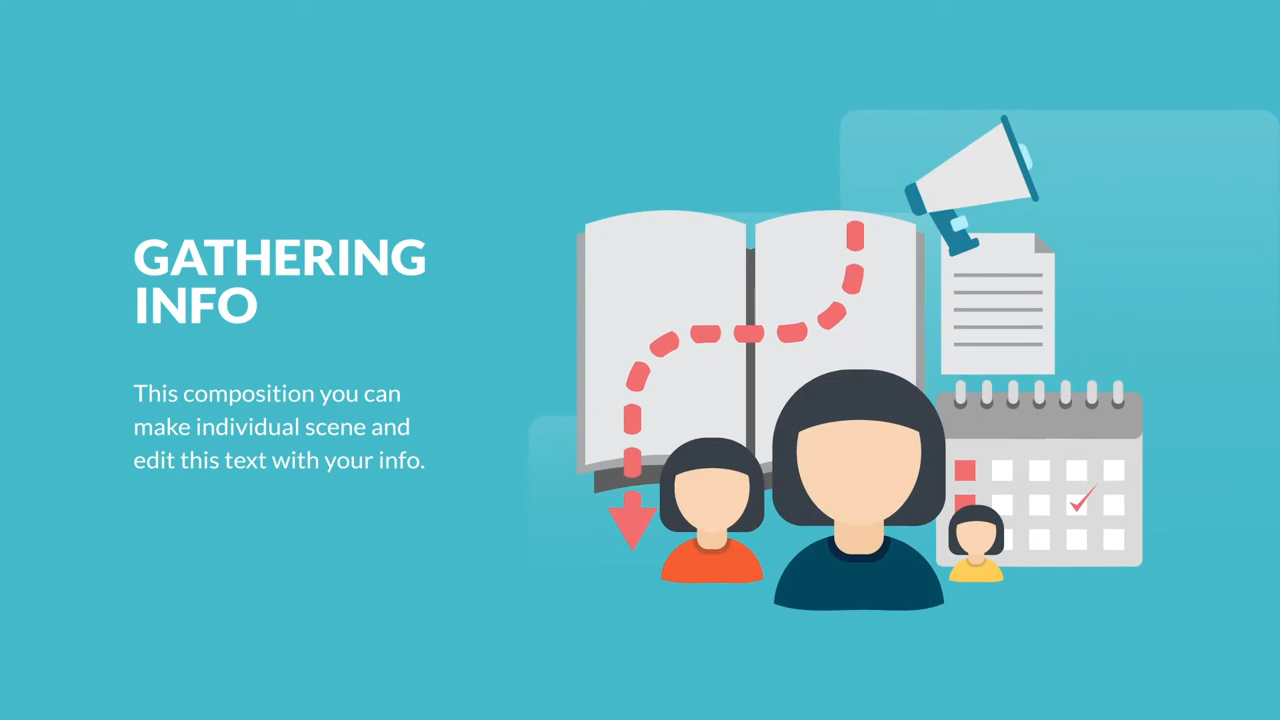 GATHERING
INFO
This composition you can
make individual scene and
edit this text with your info.